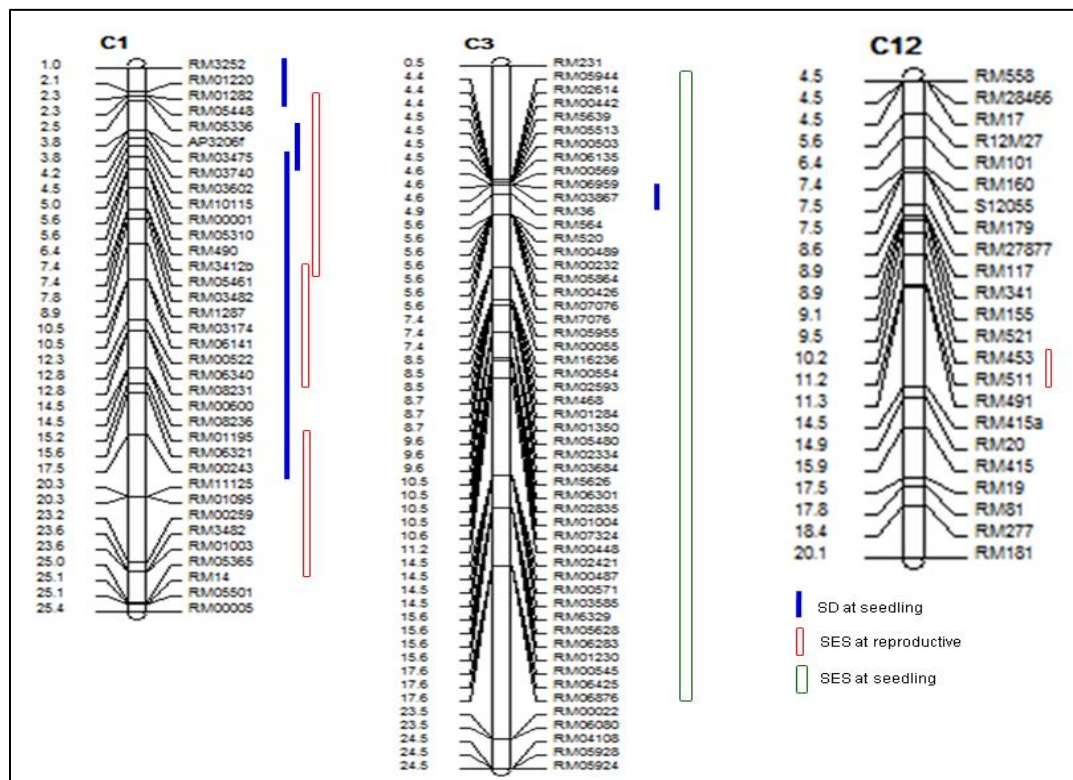 C1
1.0 RM3252
2.1 RM01220
2.3 RM01282
2.3 RM05448
2.5 RM05336
3.8 AP3206f
3.8 RM03475
4.2 RM03740
4.5 RM03602
5.0 RM10115
5.6 RM00001
5.6 RM05310
6.4 RM490
7.4 RM3412b
7.4 RM05461
7.8 RM03482
8.9 RM1287
10.5 RM03174
10.5 RM06141
12.3 RM00522
12.8 RM06340
12.8 RM08231
14.5 RM00600
14.5 RM08236
15.2 RM01195
15.6 RM06321
17.5 RM00243
20.3 RM11125
20.3 RM01095
23.2 RM00259
23.6 RM3482
23.6 RM01003
25.0 RM05365
25.1 RM14
25.1 RM05501
25.4 RM00005
C3
0.5 RM231
4.4 RM05944
4.4 RM02614
4.4 RM00442
4.5 RM5639
4.5 RM05513
4.5 RM00503
4.5 RM06135
4.6 RM00569
4.6 RM06959
4.6 RM03867
4.9 RM36
5.6 RM564
5.6 RM520
5.6 RM00489
5.6 RM00232
5.6 RM05864
5.6 RM00426
5.6 RM07076
7.4 RM7076
7.4 RM05955
7.4 RM00055
8.5 RM16236
8.5 RM00554
8.5 RM02593
8.7 RM468
8.7 RM01284
8.7 RM01350
9.6 RM05480
9.6 RM02334
9.6 RM03684
10.5 RM5626
10.5 RM06301
10.5 RM02835
10.5 RM01004
10.6 RM07324
11.2 RM00448
14.5 RM02421
14.5 RM00487
14.5 RM00571
14.5 RM03585
15.6 RM6329
15.6 RM05628
15.6 RM06283
15.6 RM01230
17.6 RM00545
17.6 RM06425
17.6 RM06876
23.5 RM00022
23.5 RM06080
24.5 RM04108
24.5 RM05928
24.5 RM05924
C12
4.5 RM558
4.5 RM28466
4.5 RM17
5.6 R12M27
6.4 RM101
7.4 RM160
7.5 S12055
7.5 RM179
8.6 RM27877
8.9 RM117
8.9 RM341
9.1 RM155
9.5 RM521
10.2 RM453
11.2 RM511
11.3 RM491
14.5 RM415a
14.9 RM20
15.9 RM415
17.5 RM19
17.8 RM81
18.4 RM277
20.1 RM181
SD at seedling
SES at reproductive
SES at seedling